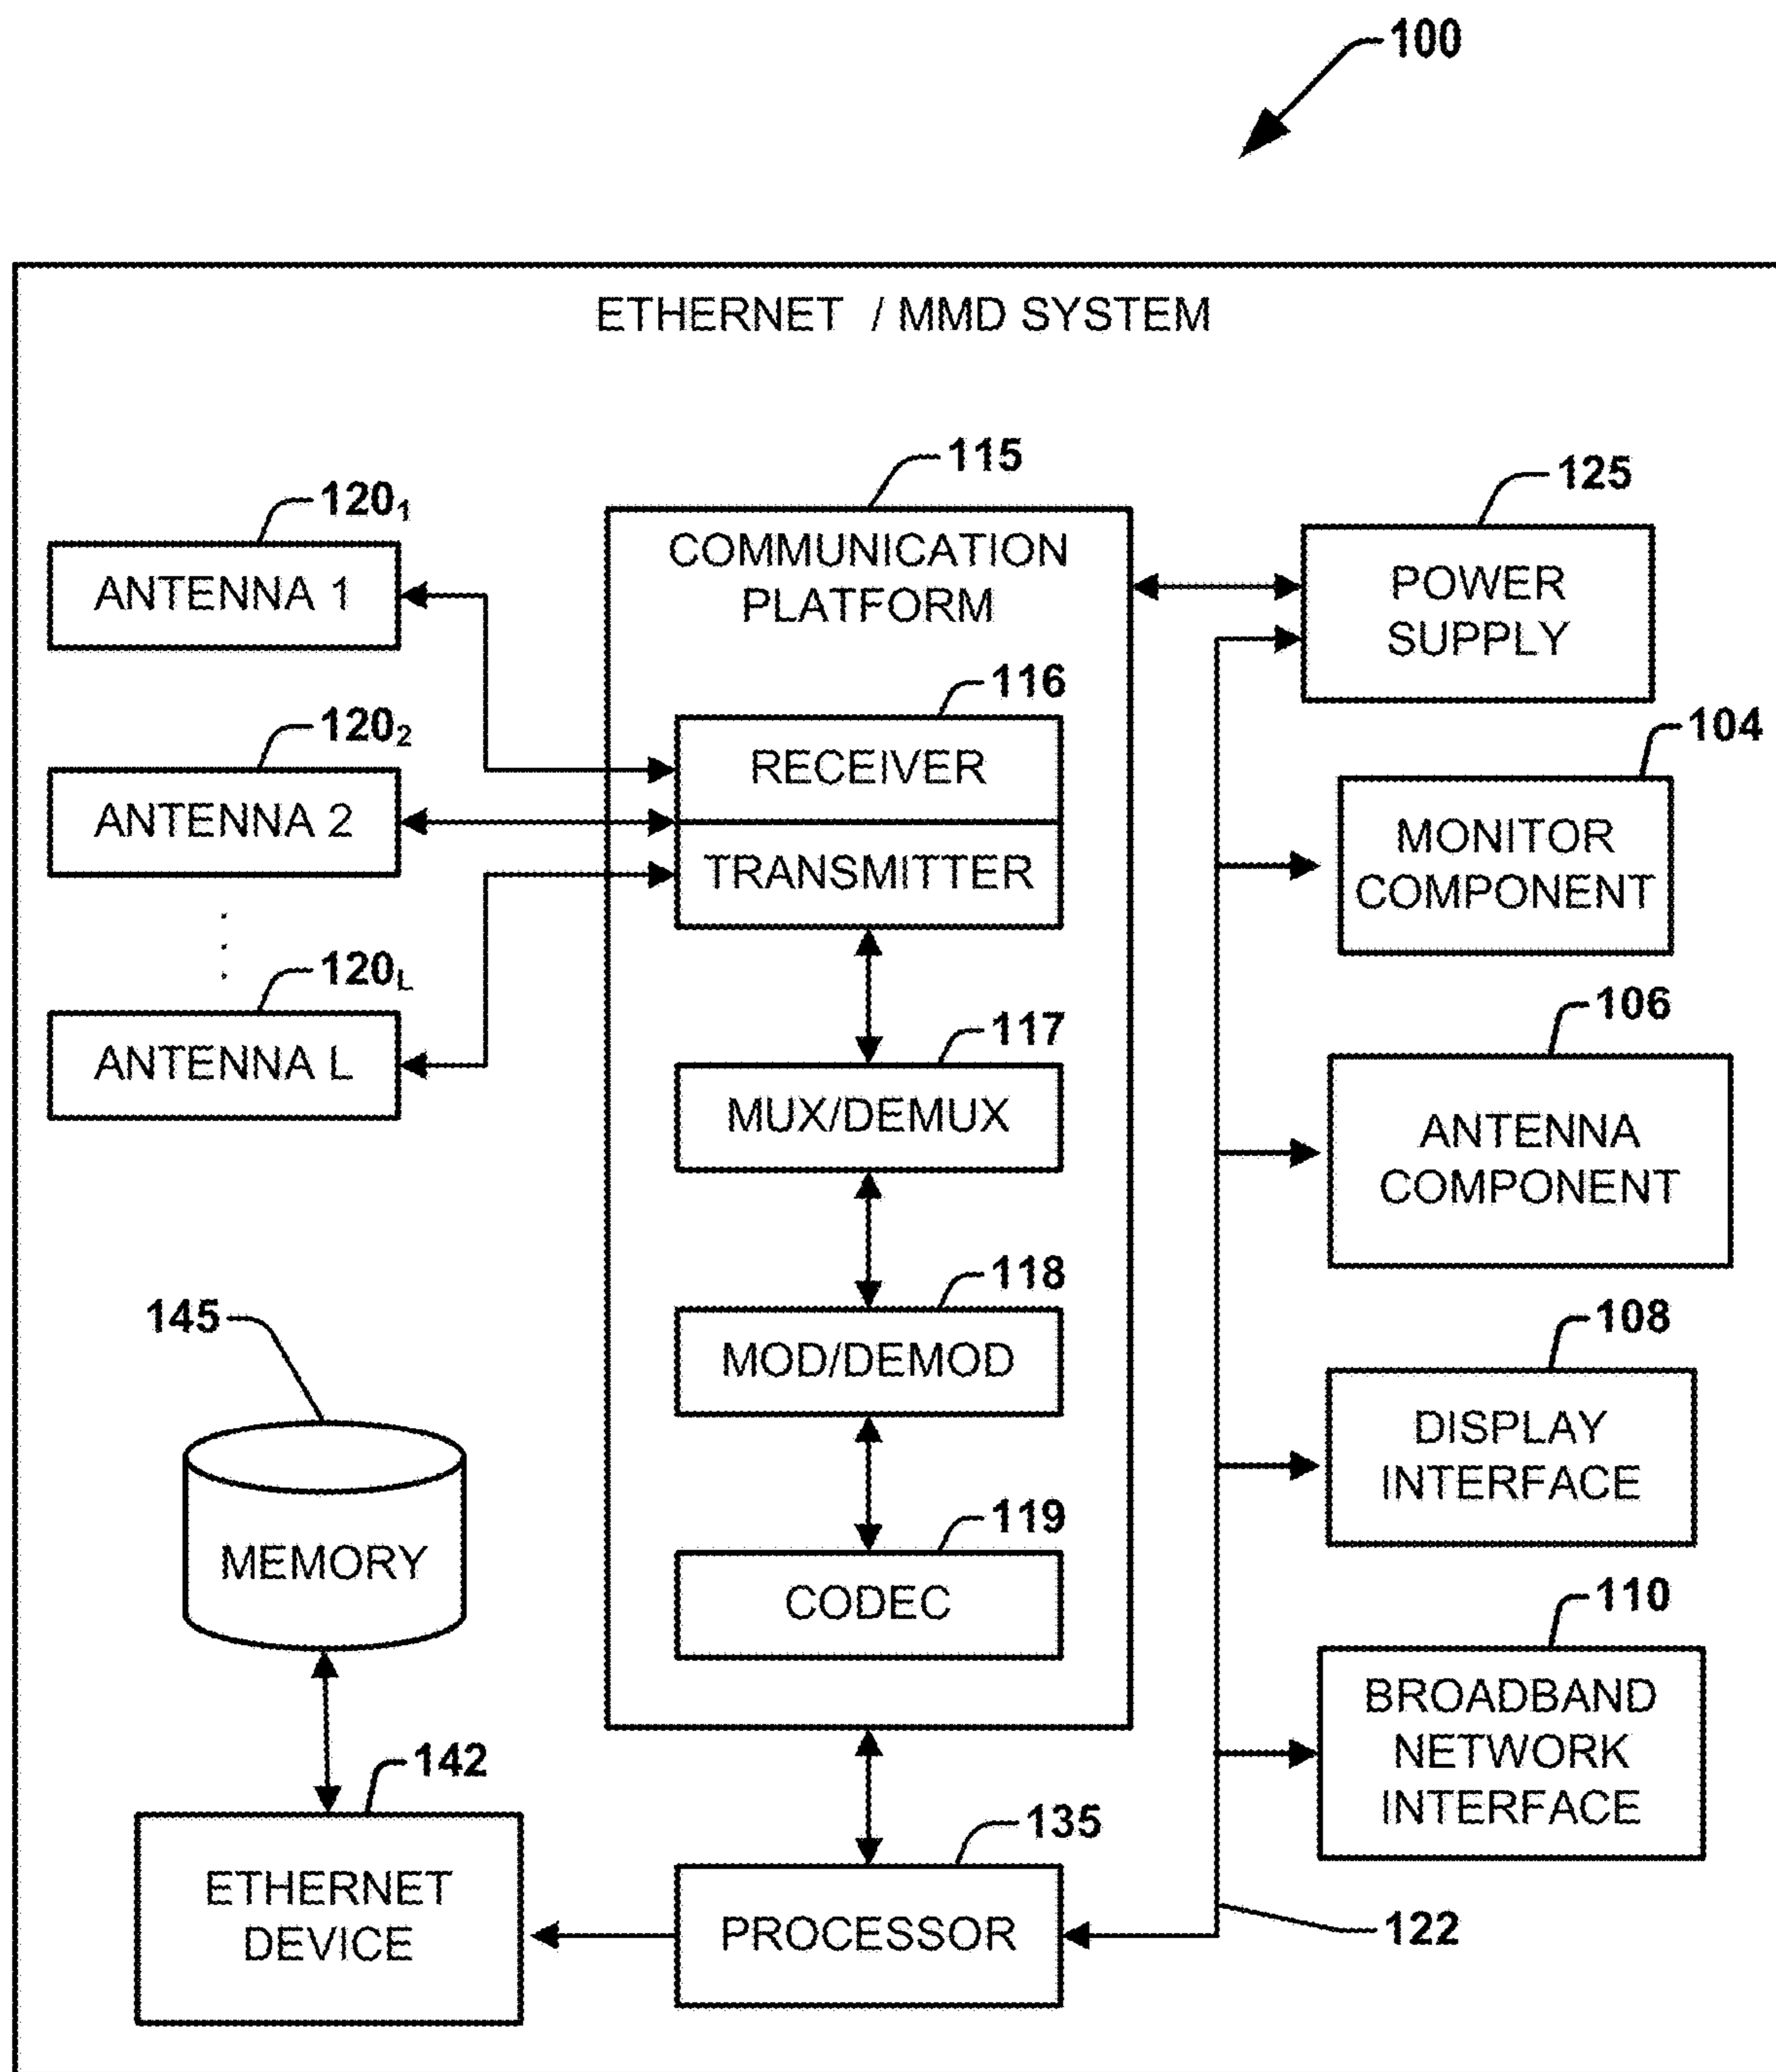 100
ETHERNET / MMD SYSTEM
115
125
120₁
ANTENNA 1
COMMUNICATION
PLATFORM
POWER
SUPPLY
116
RECEIVER
TRANSMITTER
120₂
ANTENNA 2
104
MONITOR
COMPONENT
120L
ANTENNA L
117
MUX/DEMUX
106
ANTENNA
COMPONENT
118
MOD/DEMOD
145
MEMORY
108
DISPLAY
INTERFACE
119
CODEC
110
BROADBAND
NETWORK
INTERFACE
142
ETHERNET
DEVICE
135
PROCESSOR
122